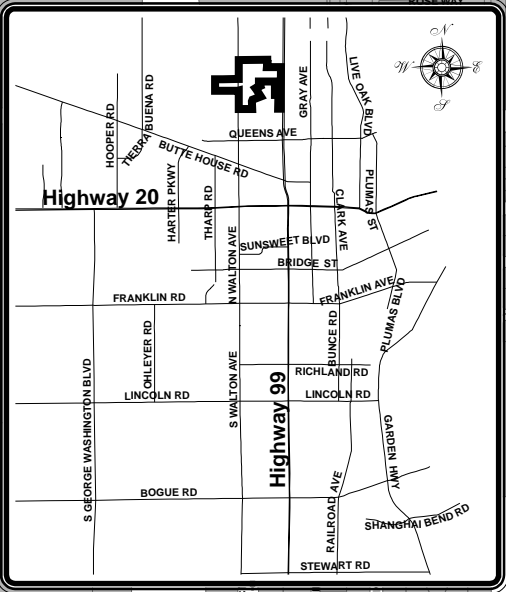 N
W
E
S
LIVE OAK BLVD
GRAY AVE
TIERRA BUENA RD
HOOPER RD
QUEENS AVE
BUTTE HOUSE RD
HARTER PKWY
THARP RD
PLUMAS ST
Highway 20
CLARK AVE
N WALTON AVE
SUNSWEET BLVD
BRIDGE ST
FRANKLIN RD
FRANKLIN AVE
PLUMAS BLVD
OHLEYER RD
BUNCE RD
S GEORGE WASHINGTON BLVD
S WALTON AVE
RICHLAND RD
Highway 99
LINCOLN RD
LINCOLN RD
GARDEN HWY
BOGUE RD
RAILROAD AVE
SHANGHAI BEND RD
STEWART RD